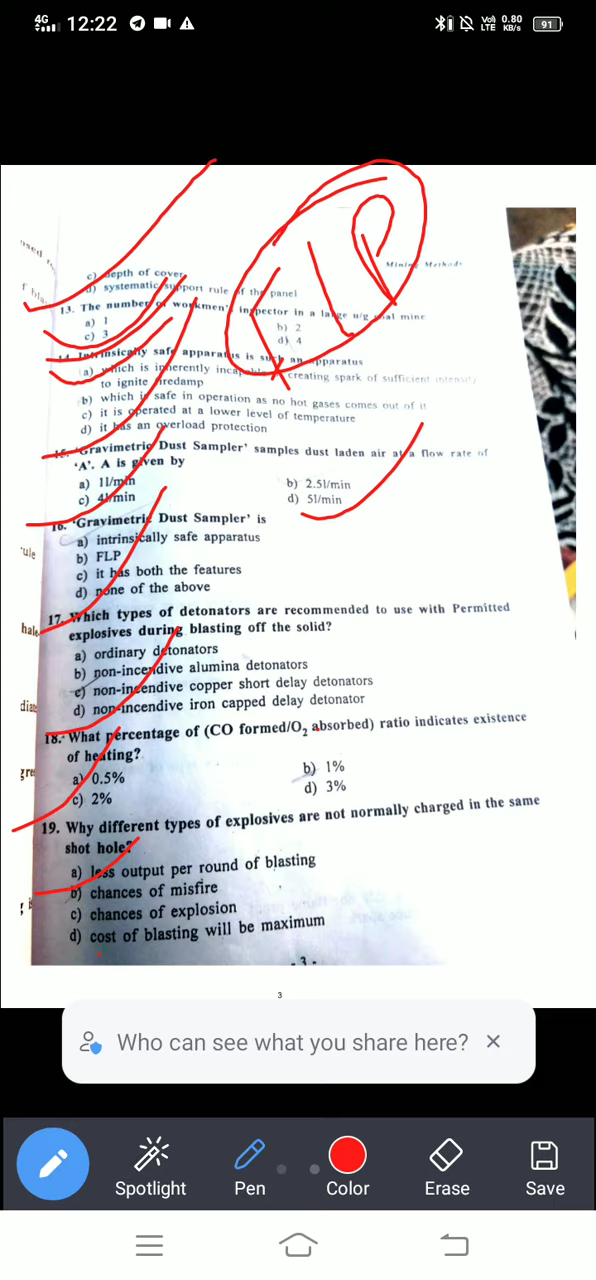 4G 12:22 Vo) LTE 0.80 KB/s 91
Mining Methods
c) depth of cover
d) systematic support rule of the panel
13. The number of workmen's inspector in a large u/g coal mine
a) 1 b) 2
c) 3 d) 4
14. Intrinsically safe apparatus is such an apparatus
a) which is inherently incapable creating spark of sufficient intensity
to ignite firedamp
b) which is safe in operation as no hot gases comes out of it
c) it is operated at a lower level of temperature
d) it has an overload protection
15. 'Gravimetric Dust Sampler' samples dust laden air at a flow rate of
'A'. A is given by
a) 1l/min b) 2.5l/min
c) 4l/min d) 5l/min
16. 'Gravimetric Dust Sampler' is
a) intrinsically safe apparatus
b) FLP
c) it has both the features
d) none of the above
17. Which types of detonators are recommended to use with Permitted
explosives during blasting off the solid?
a) ordinary detonators
b) non-incendive alumina detonators
c) non-incendive copper short delay detonators
d) non-incendive iron capped delay detonator
18. What percentage of (CO formed/O2 absorbed) ratio indicates existence
of heating?
a) 0.5% b) 1%
c) 2% d) 3%
19. Why different types of explosives are not normally charged in the same
shot hole?
a) less output per round of blasting
b) chances of misfire
c) chances of explosion
d) cost of blasting will be maximum
- 3 -
3
Who can see what you share here? ×
Spotlight Pen Color Erase Save